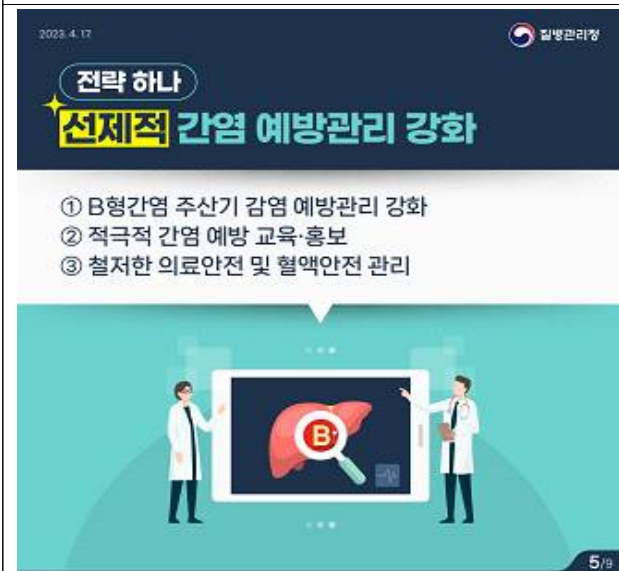 2023.4.17
질병관리청
전략 하나
선제적 간염 예방관리 강화
① B형간염 주산기 감염 예방관리 강화
② 적극적 간염 예방 교육·홍보
③ 철저한 의료안전 및 혈액안전 관리
B
5/9